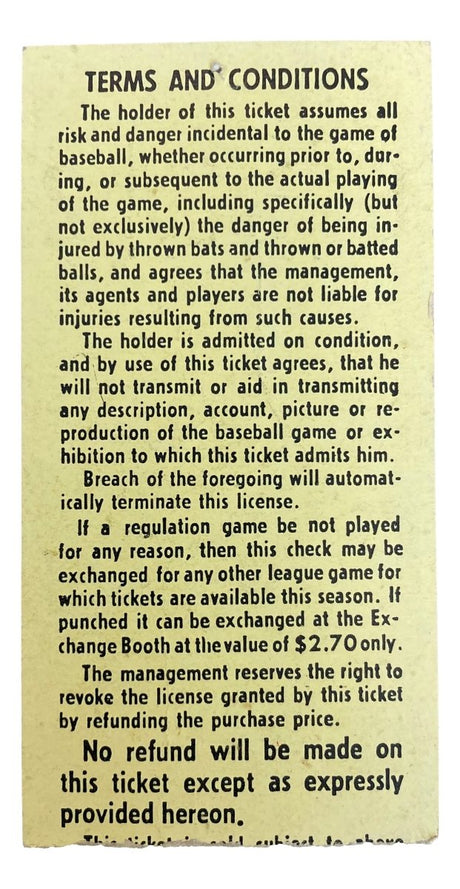 TERMS AND CONDITIONS
The holder of this ticket assumes all
risk and danger incidental to the game of
baseball, whether occurring prior to, dur-
ing, or subsequent to the actual playing
of the game, including specifically (but
not exclusively) the danger of being in-
jured by thrown bats and thrown or batted
balls, and agrees that the management,
its agents and players are not liable for
injuries resulting from such causes.
The holder is admitted on condition,
and by use of this ticket agrees, that he
will not transmit or aid in transmitting
any description, account, picture or re-
production of the baseball game or ex-
hibition to which this ticket admits him.
Breach of the foregoing will automat-
ically terminate this license.
If a regulation game be not played
for any reason, then this check may be
exchanged for any other league game for
which tickets are available this season. If
punched it can be exchanged at the Ex-
change Booth at the value of $2.70 only.
The management reserves the right to
revoke the license granted by this ticket
by refunding the purchase price.
No refund will be made on
this ticket except as expressly
provided hereon.
This ticket is sold subject to above